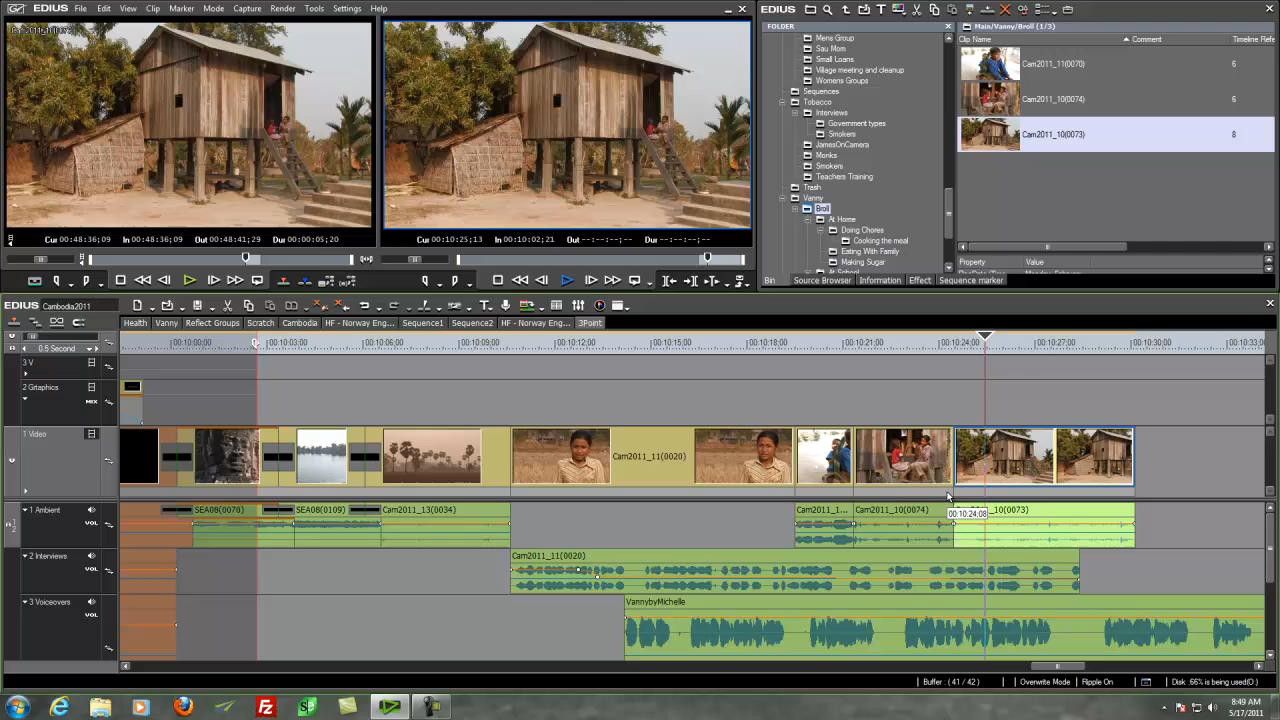 EDIUS File Edit View Clip Marker Mode Capture Render Tools Settings Help
EDIUS
FOLDER
Main/Vanny/Broll (1/3)
Clip Name Comment Timeline Refe
Mens Group
Sau Mom
Small Loans
Village meeting and cleanup
Womens Groups
Sequences
Tobacco
Interviews
Government types
Smokers
JamesOnCamera
Monks
Smokers
Teachers Training
Trash
Vanny
Broll
At Home
Doing Chores
Cooking the meal
Eating With Family
Making Sugar
At School
Cam2011_11(0070) 6
Cam2011_10(0074) 6
Cam2011_10(0073) 8
Property Value
Bin Source Browser Information Effect Sequence marker
Cur 00:48:36;09 In 00:48:36;09 Out 00:48:41;29 Dur 00:00:05;20
Cur 00:10:25;13 In 00:10:02;21 Out --:--:--;-- Dur --:--:--;--
EDIUS Cambodia2011
Health Vanny Reflect Groups Scratch Cambodia HF - Norway Eng... Sequence1 Sequence2 HF - Norway Eng... 3Point
0.5 Second
00:10:00;00 00:10:03;00 00:10:06;00 00:10:09;00 00:10:12;00 00:10:15;00 00:10:18;00 00:10:21;00 00:10:24;00 00:10:27;00 00:10:30;00 00:10:33;0
3 V
2 Grtaphics
MIX
1 Video
Cam2011_11(0020)
1 Ambient
VOL
SEA08(0070) SEA08(0109) Cam2011_13(0034) Cam2011_1... Cam2011_10(0074) _10(0073)
00:10:24;08
2 Interviews
VOL
Cam2011_11(0020)
3 Voiceovers
VOL
VannybyMichelle
Buffer : (41 / 42) Overwrite Mode Ripple On Disk :66% is being used(O:)
8:49 AM
5/17/2011